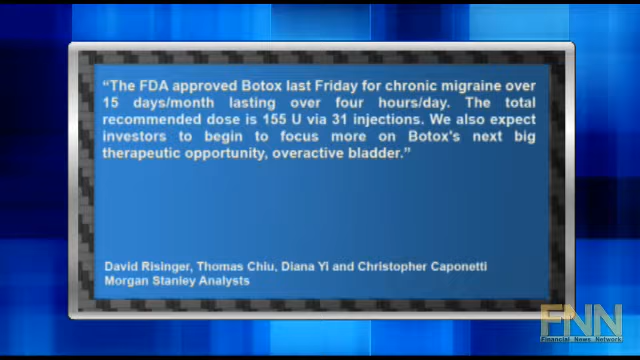 “The FDA approved Botox last Friday for chronic migraine over
15 days/month lasting over four hours/day. The total
recommended dose is 155 U via 31 injections. We also expect
investors to begin to focus more on Botox's next big
therapeutic opportunity, overactive bladder.”
David Risinger, Thomas Chiu, Diana Yi and Christopher Caponetti
Morgan Stanley Analysts
FNN
Financial News Network